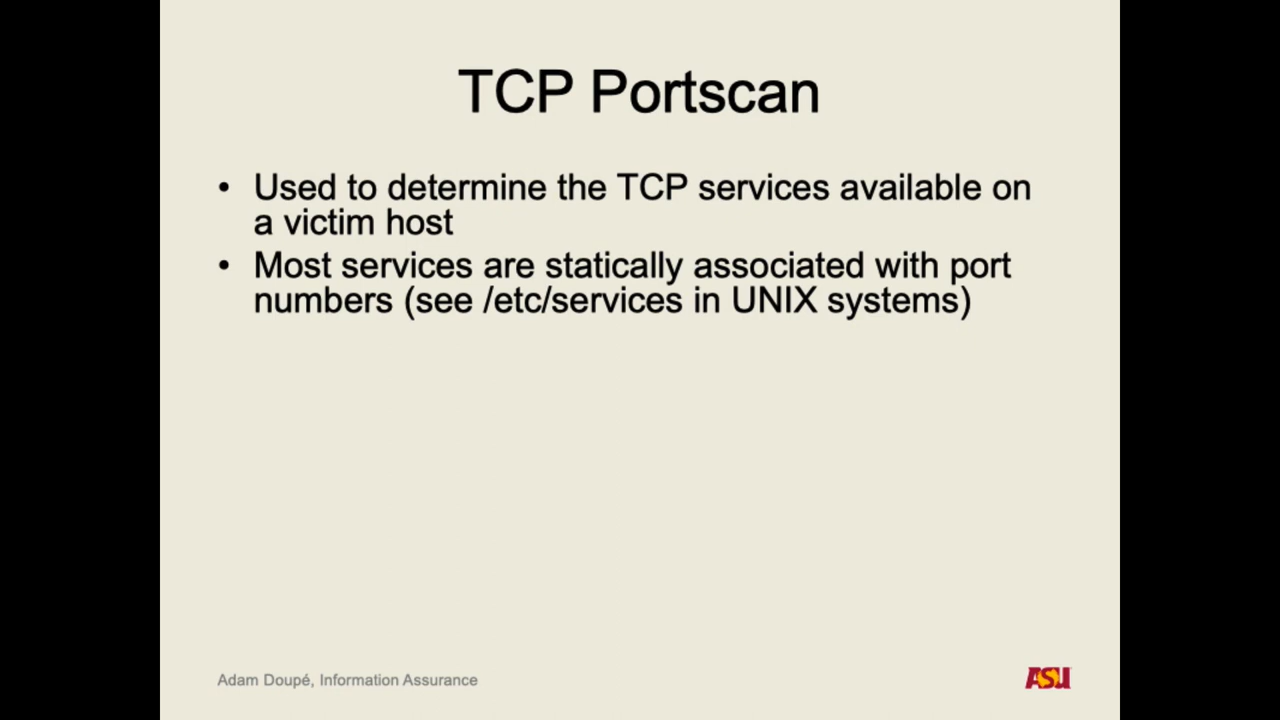 TCP Portscan
• Used to determine the TCP services available on
a victim host
• Most services are statically associated with port
numbers (see /etc/services in UNIX systems)
Adam Doupé, Information Assurance
ASU